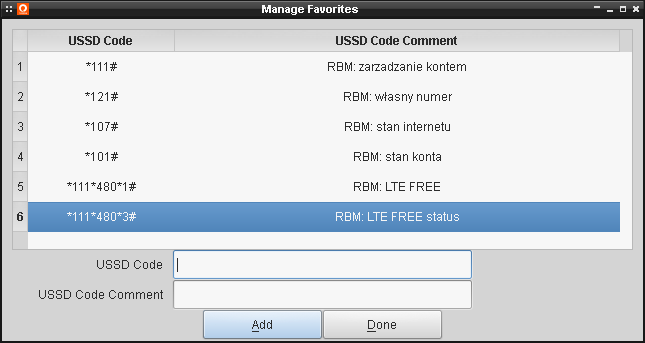 Manage Favorites
USSD Code USSD Code Comment
1 *111# RBM: zarzadzanie kontem
2 *121# RBM: własny numer
3 *107# RBM: stan internetu
4 *101# RBM: stan konta
5 *111*480*1# RBM: LTE FREE
6 *111*480*3# RBM: LTE FREE status
USSD Code
USSD Code Comment
Add Done